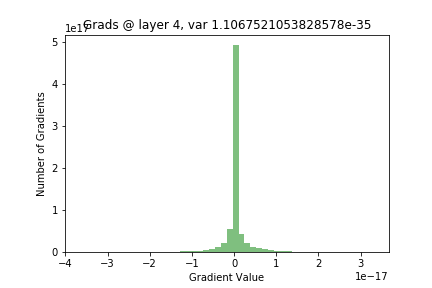 Grads @ layer 4, var 1.1067521053828578e-35
1e17
5
4
3
2
1
0
Number of Gradients
−4 −3 −2 −1 0 1 2 3
1e−17
Gradient Value